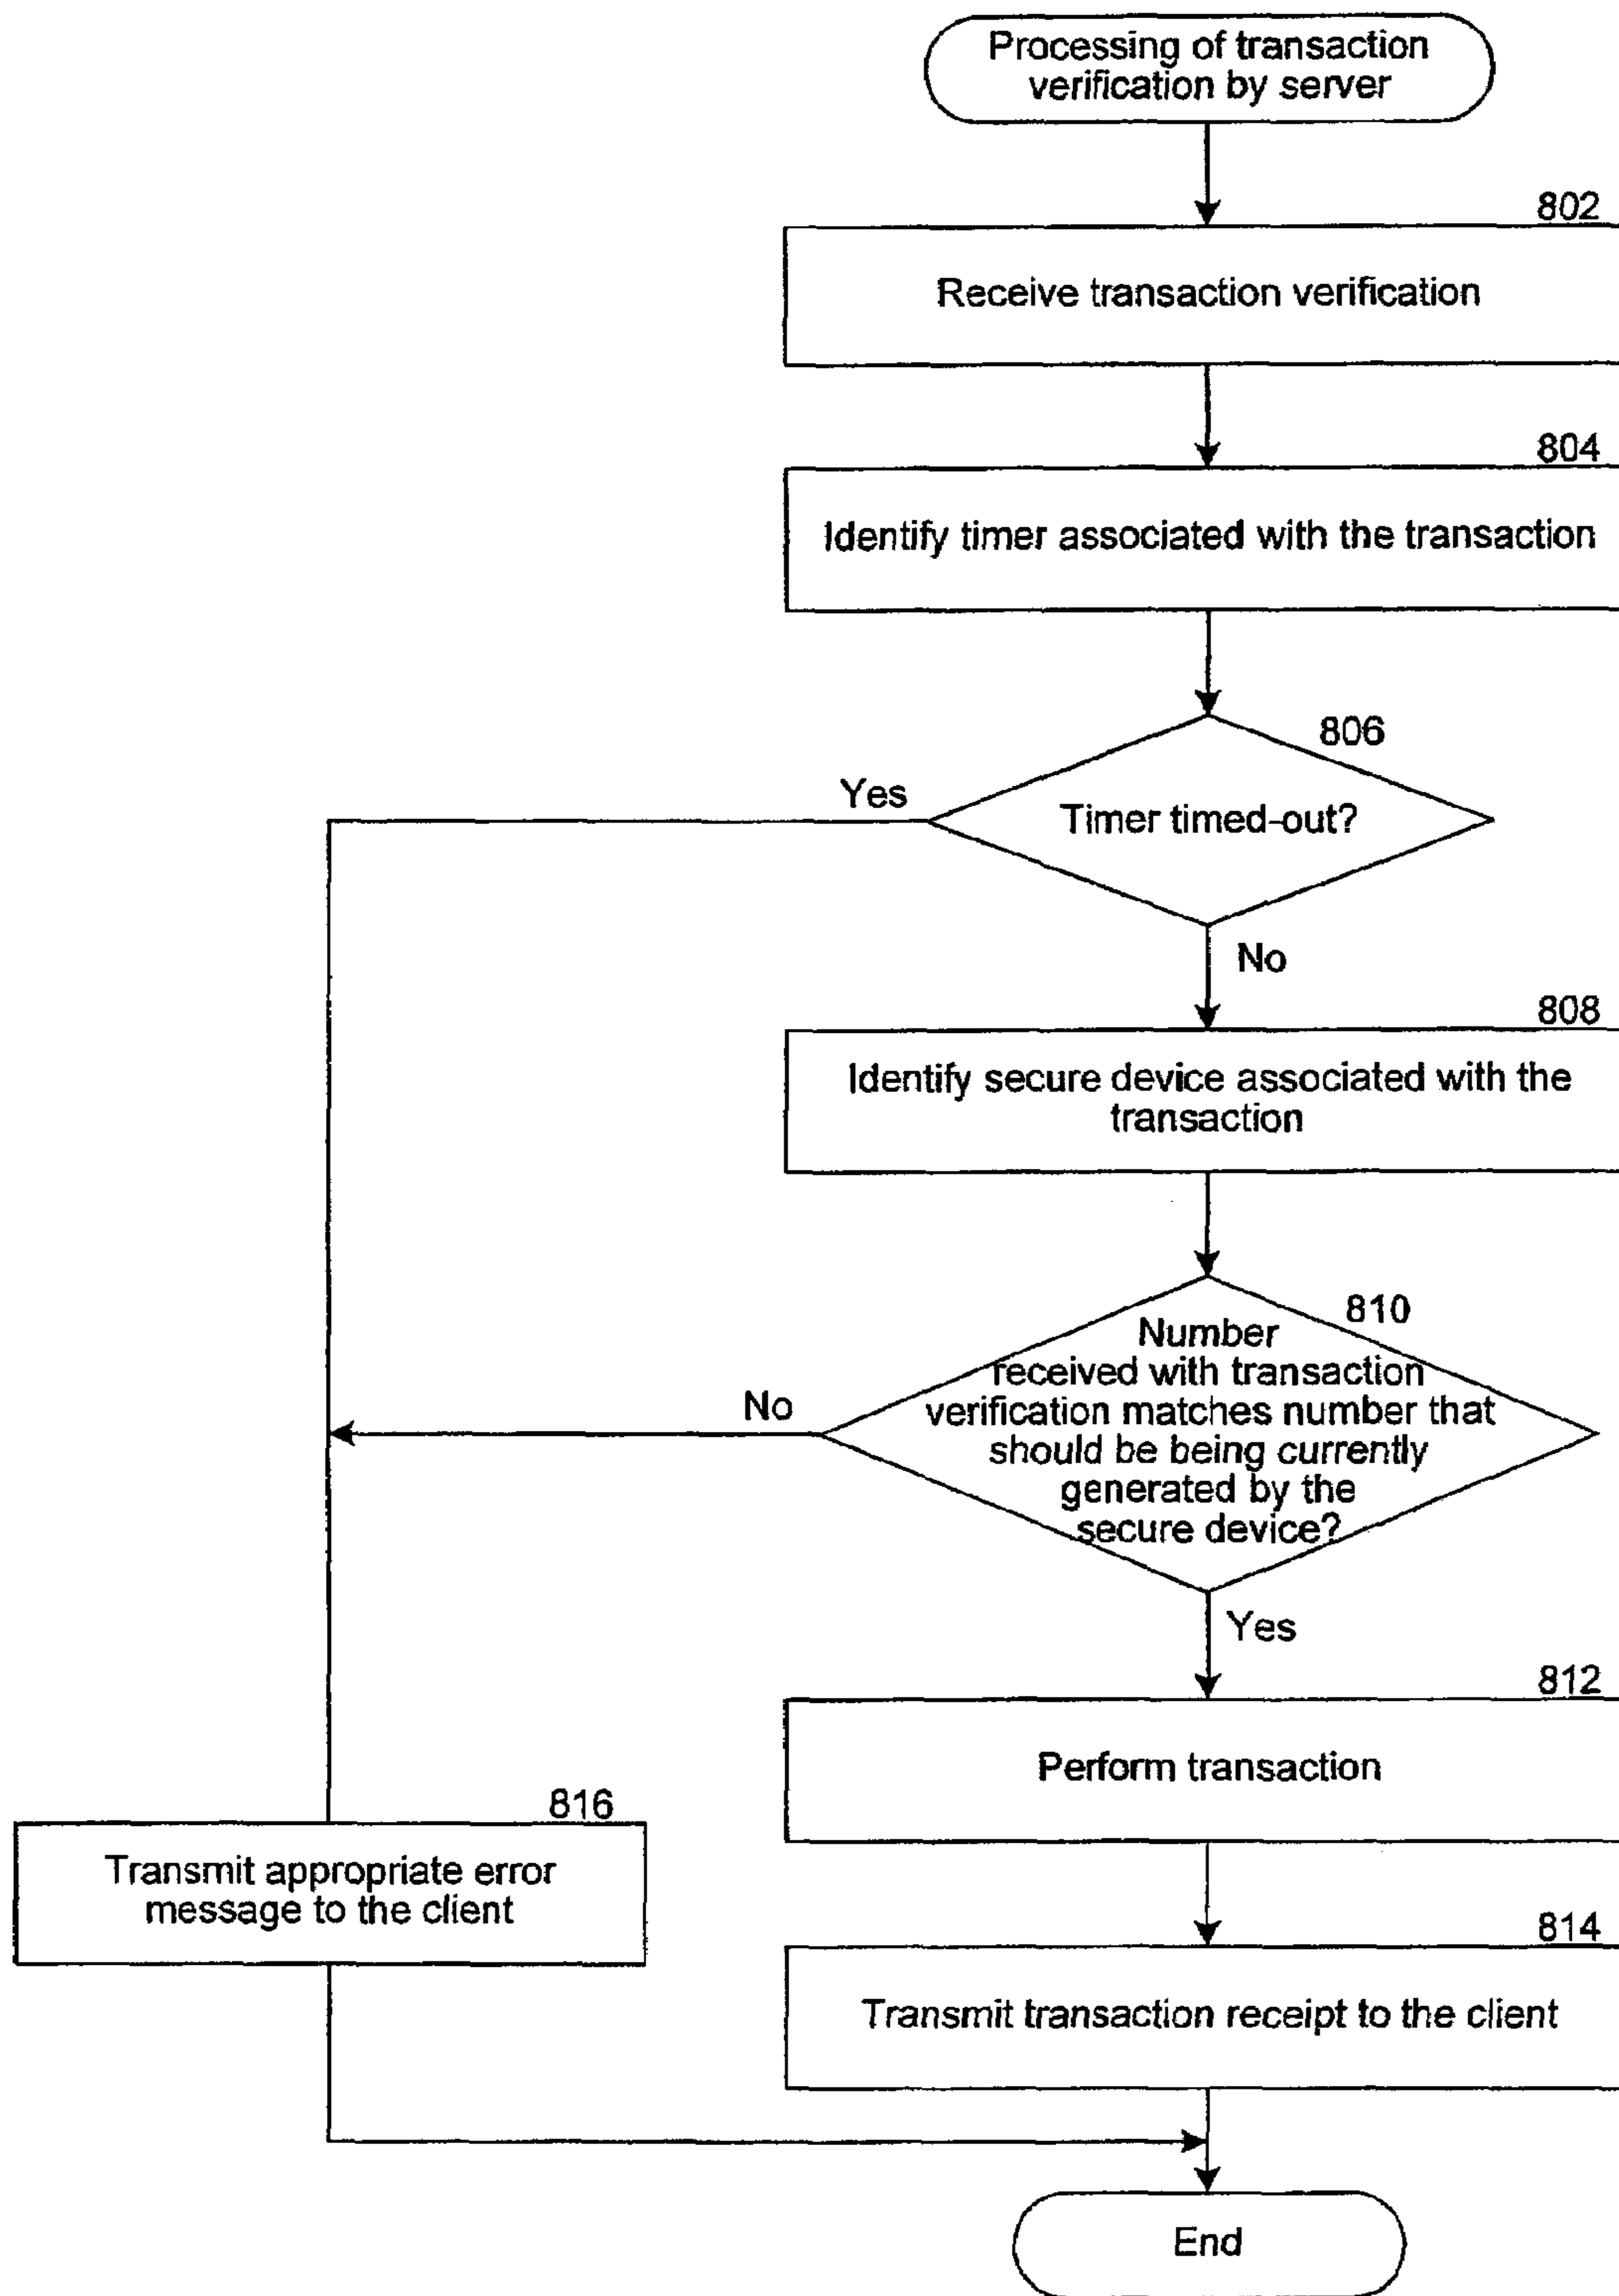 Processing of transaction
verification by server
802
Receive transaction verification
804
Identify timer associated with the transaction
806
Yes
Timer timed-out?
No
808
Identify secure device associated with the
transaction
810
Number
received with transaction
verification matches number that
should be being currently
generated by the
secure device?
No
Yes
812
Perform transaction
816
Transmit appropriate error
message to the client
814
Transmit transaction receipt to the client
End